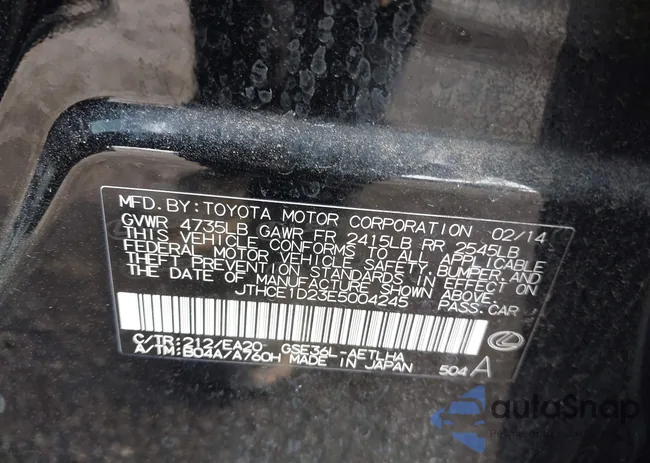 MFD.BY:TOYOTA MOTOR CORPORATION 02/14
GVWR 4735LB GAWR FR 2415LB RR 2545LB
THIS VEHICLE CONFORMS TO ALL APPLICABLE
FEDERAL MOTOR VEHICLE SAFETY,BUMPER,AND
THEFT PREVENTION STANDARDS IN EFFECT ON
THE DATE OF MANUFACTURE SHOWN ABOVE.
JTHCE1D23E5004245 PASS.CAR
C/TR:212/EA20 GSE36L-AETLHA
A/TM:B04A/A760H MADE IN JAPAN 504 A
autoSnap